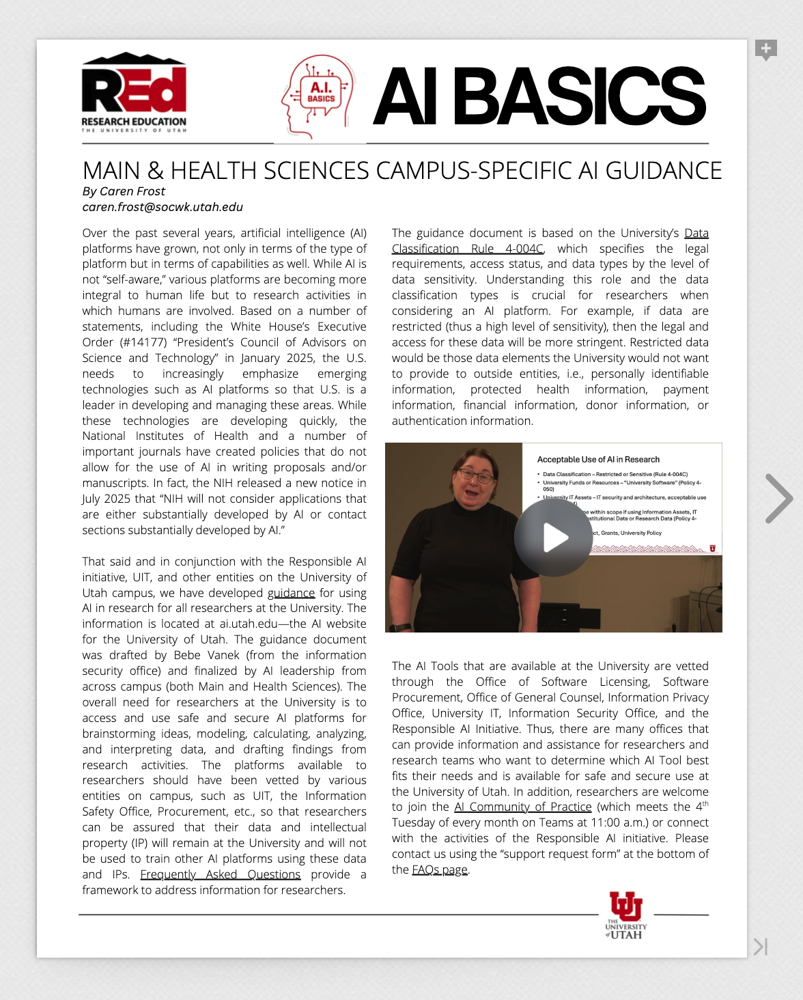 REd
RESEARCH EDUCATION
THE UNIVERSITY OF UTAH
A.I.
BASICS
AI BASICS
MAIN & HEALTH SCIENCES CAMPUS-SPECIFIC AI GUIDANCE
By Caren Frost
caren.frost@socwk.utah.edu
Over the past several years, artificial intelligence (AI)
platforms have grown, not only in terms of the type of
platform but in terms of capabilities as well. While AI is
not “self-aware,” various platforms are becoming more
integral to human life but to research activities in
which humans are involved. Based on a number of
statements, including the White House’s Executive
Order (#14177) “President’s Council of Advisors on
Science and Technology” in January 2025, the U.S.
needs to increasingly emphasize emerging
technologies such as AI platforms so that U.S. is a
leader in developing and managing these areas. While
these technologies are developing quickly, the
National Institutes of Health and a number of
important journals have created policies that do not
allow for the use of AI in writing proposals and/or
manuscripts. In fact, the NIH released a new notice in
July 2025 that “NIH will not consider applications that
are either substantially developed by AI or contact
sections substantially developed by AI.”
That said and in conjunction with the Responsible AI
initiative, UIT, and other entities on the University of
Utah campus, we have developed guidance for using
AI in research for all researchers at the University. The
information is located at ai.utah.edu—the AI website
for the University of Utah. The guidance document
was drafted by Bebe Vanek (from the information
security office) and finalized by AI leadership from
across campus (both Main and Health Sciences). The
overall need for researchers at the University is to
access and use safe and secure AI platforms for
brainstorming ideas, modeling, calculating, analyzing,
and interpreting data, and drafting findings from
research activities. The platforms available to
researchers should have been vetted by various
entities on campus, such as UIT, the Information
Safety Office, Procurement, etc., so that researchers
can be assured that their data and intellectual
property (IP) will remain at the University and will not
be used to train other AI platforms using these data
and IPs. Frequently Asked Questions provide a
framework to address information for researchers.
The guidance document is based on the University’s Data
Classification Rule 4-004C, which specifies the legal
requirements, access status, and data types by the level of
data sensitivity. Understanding this role and the data
classification types is crucial for researchers when
considering an AI platform. For example, if data are
restricted (thus a high level of sensitivity), then the legal and
access for these data will be more stringent. Restricted data
would be those data elements the University would not want
to provide to outside entities, i.e., personally identifiable
information, protected health information, payment
information, financial information, donor information, or
authentication information.
Acceptable Use of AI in Research
• Data Classification – Restricted or Sensitive (Rule 4-004C)
• University Funds or Resources – “University Software” (Policy 4-
050)
• University IT Assets – IT security and architecture, acceptable use
me within scope if using Information Assets, IT
stitutional Data or Research Data (Policy 4-
ct, Grants, University Policy
The AI Tools that are available at the University are vetted
through the Office of Software Licensing, Software
Procurement, Office of General Counsel, Information Privacy
Office, University IT, Information Security Office, and the
Responsible AI Initiative. Thus, there are many offices that
can provide information and assistance for researchers and
research teams who want to determine which AI Tool best
fits their needs and is available for safe and secure use at
the University of Utah. In addition, researchers are welcome
to join the AI Community of Practice (which meets the 4th
Tuesday of every month on Teams at 11:00 a.m.) or connect
with the activities of the Responsible AI initiative. Please
contact us using the “support request form” at the bottom of
the FAQs page.
THE
UNIVERSITY
of UTAH